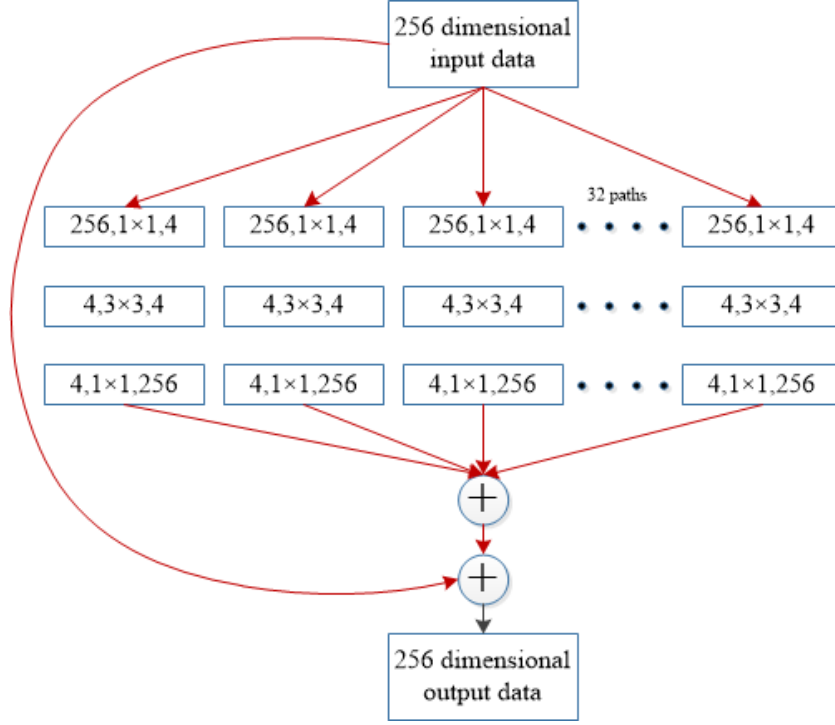 256 dimensional
input data
32 paths
256,1×1,4 256,1×1,4 256,1×1,4 256,1×1,4
4,3×3,4 4,3×3,4 4,3×3,4 4,3×3,4
4,1×1,256 4,1×1,256 4,1×1,256 4,1×1,256
+
+
256 dimensional
output data